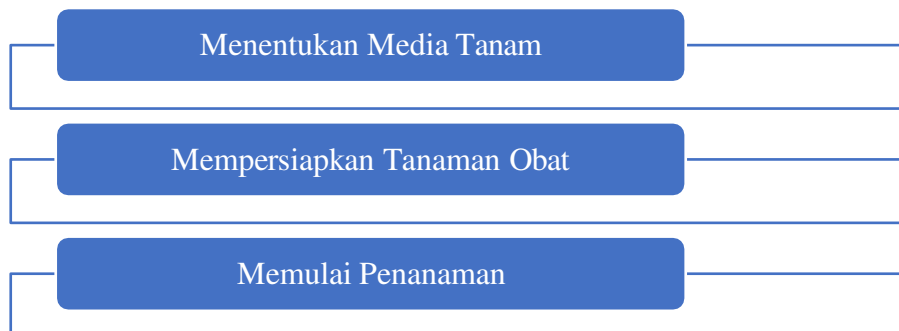 Menentukan Media Tanam
Mempersiapkan Tanaman Obat
Memulai Penanaman